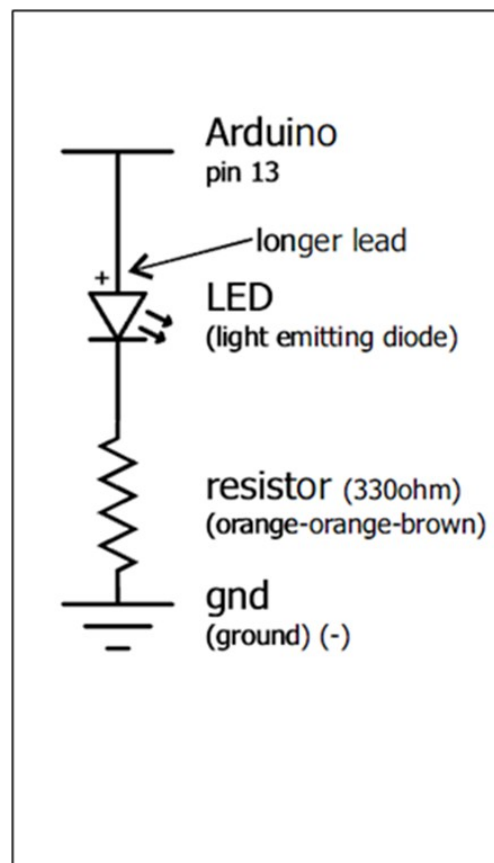 Arduino
pin 13
longer lead
+
LED
(light emitting diode)
resistor (330ohm)
(orange-orange-brown)
gnd
(ground) (-)